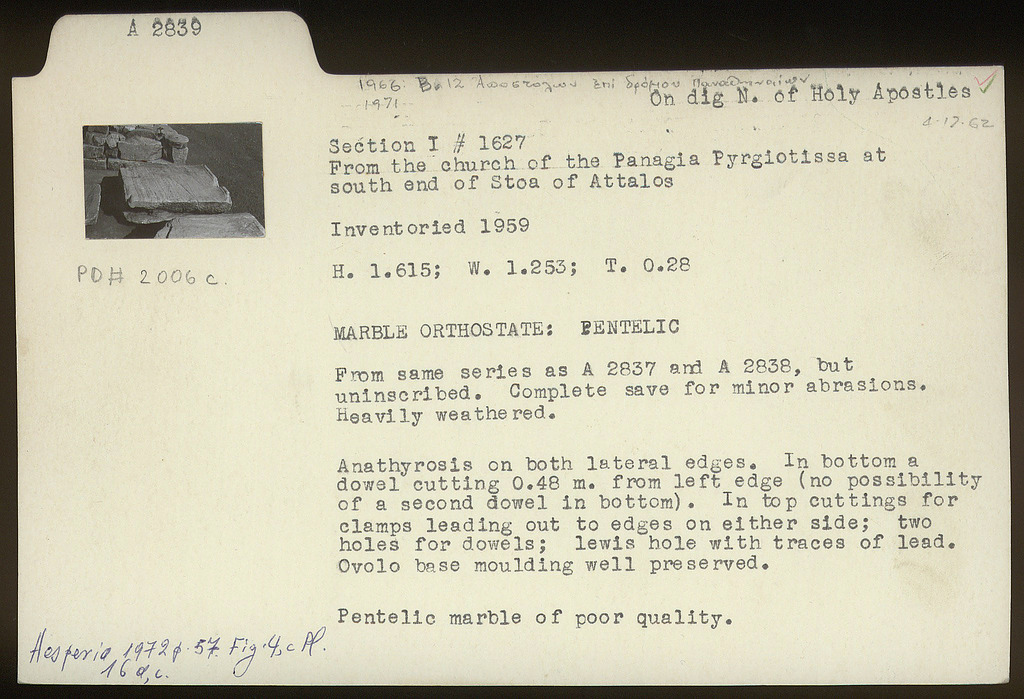 A 2839
1966: Β. 12 Αποστόλων επί δρόμου Παναθηναίων
1971
On dig N. of Holy Apostles
4-17-62
Section I # 1627
From the church of the Panagia Pyrgiotissa at
south end of Stoa of Attalos
Inventoried 1959
PD# 2006 c.
H. 1.615; W. 1.253; T. 0.28
MARBLE ORTHOSTATE: PENTELIC
From same series as A 2837 and A 2838, but
uninscribed. Complete save for minor abrasions.
Heavily weathered.
Anathyrosis on both lateral edges. In bottom a
dowel cutting 0.48 m. from left edge (no possibility
of a second dowel in bottom). In top cuttings for
clamps leading out to edges on either side; two
holes for dowels; lewis hole with traces of lead.
Ovolo base moulding well preserved.
Pentelic marble of poor quality.
Hesperia, 1972 p. 57. Fig. 4, c Pl.
16 a, c.